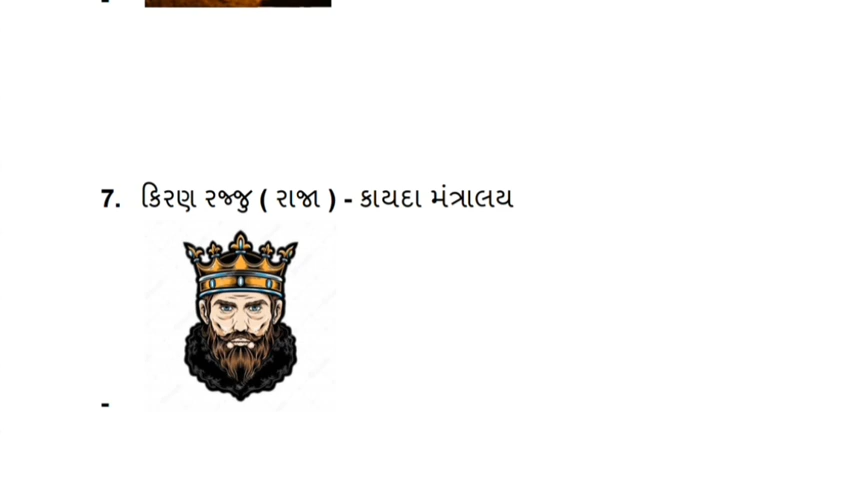 7. કિરણ રજ્જુ ( રાજા ) - કાયદા મંત્રાલય